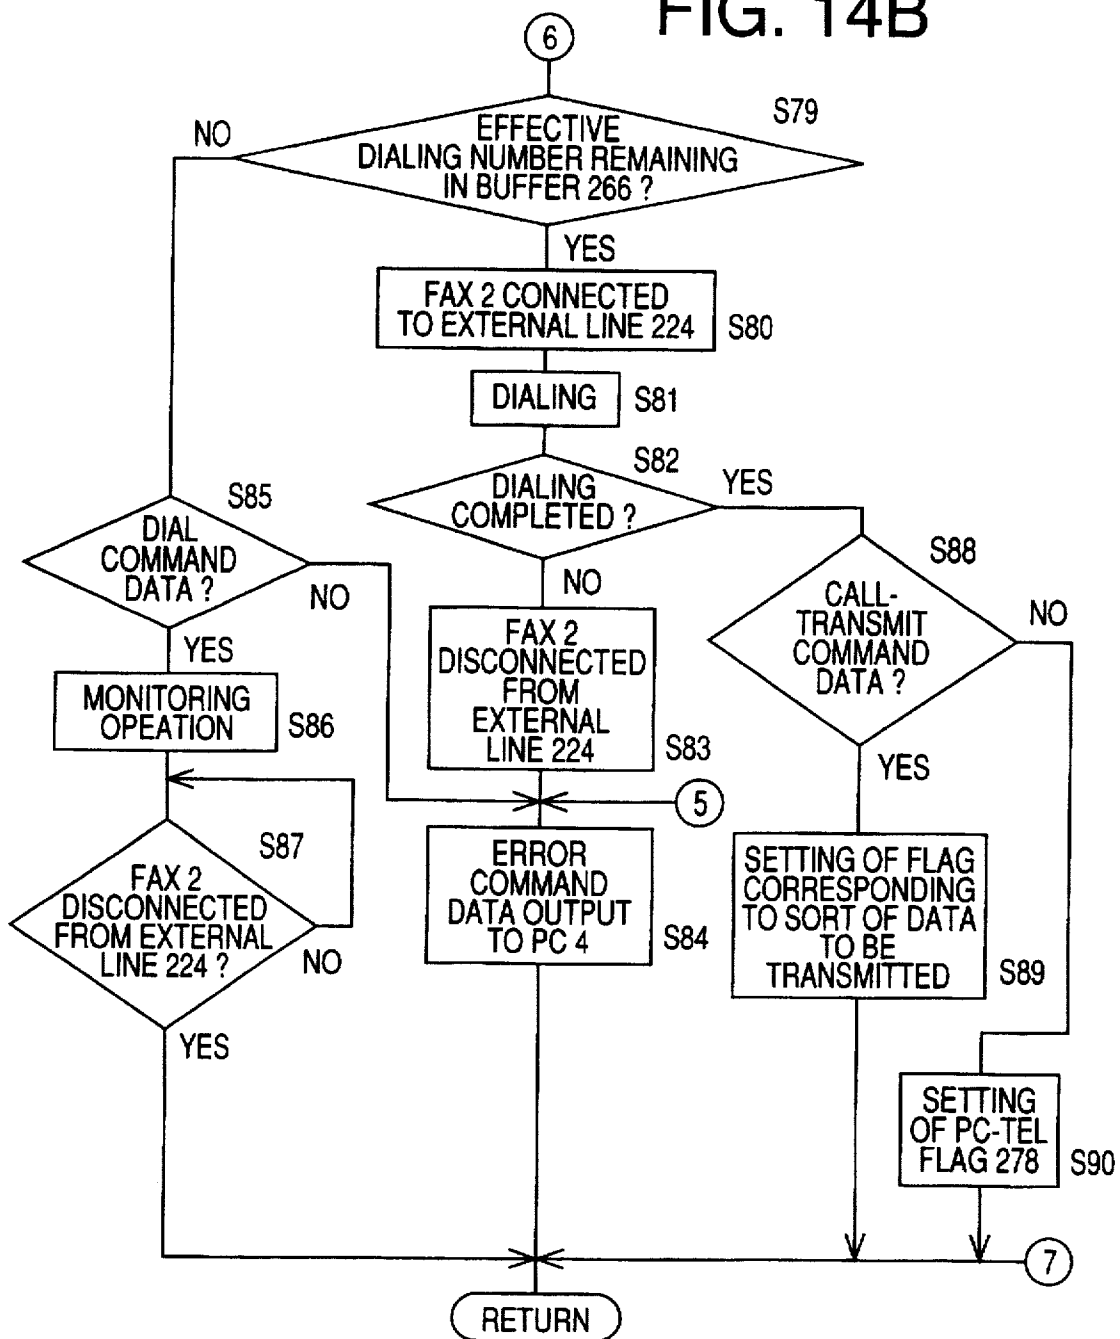 FIG. 14B
6
S79
NO
EFFECTIVE
DIALING NUMBER REMAINING
IN BUFFER 266 ?
YES
FAX 2 CONNECTED
TO EXTERNAL LINE 224
S80
DIALING
S81
S82
DIALING
COMPLETED ?
YES
NO
S85
DIAL
COMMAND
DATA ?
NO
YES
MONITORING
OPEATION
S86
S87
FAX 2
DISCONNECTED
FROM EXTERNAL
LINE 224 ?
NO
YES
FAX 2
DISCONNECTED
FROM
EXTERNAL
LINE 224
S83
5
ERROR
COMMAND
DATA OUTPUT
TO PC 4
S84
S88
CALL-
TRANSMIT
COMMAND
DATA ?
NO
YES
SETTING OF FLAG
CORRESPONDING
TO SORT OF DATA
TO BE
TRANSMITTED
S89
SETTING
OF PC-TEL
FLAG 278
S90
7
RETURN